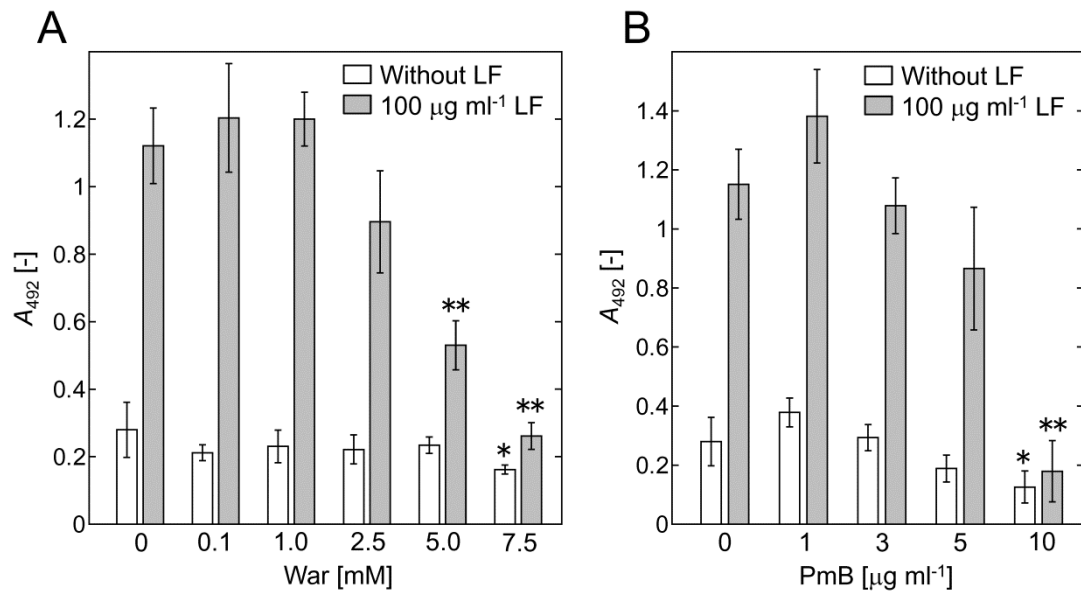 A
Without LF
100 μg ml⁻¹ LF
1.2
1
0.8
0.6
0.4
0.2
0
A₄₉₂ [-]
**
*
**
0 0.1 1.0 2.5 5.0 7.5
War [mM]
B
Without LF
100 μg ml⁻¹ LF
1.4
1.2
1
0.8
0.6
0.4
0.2
0
A₄₉₂ [-]
*
**
0 1 3 5 10
PmB [μg ml⁻¹]